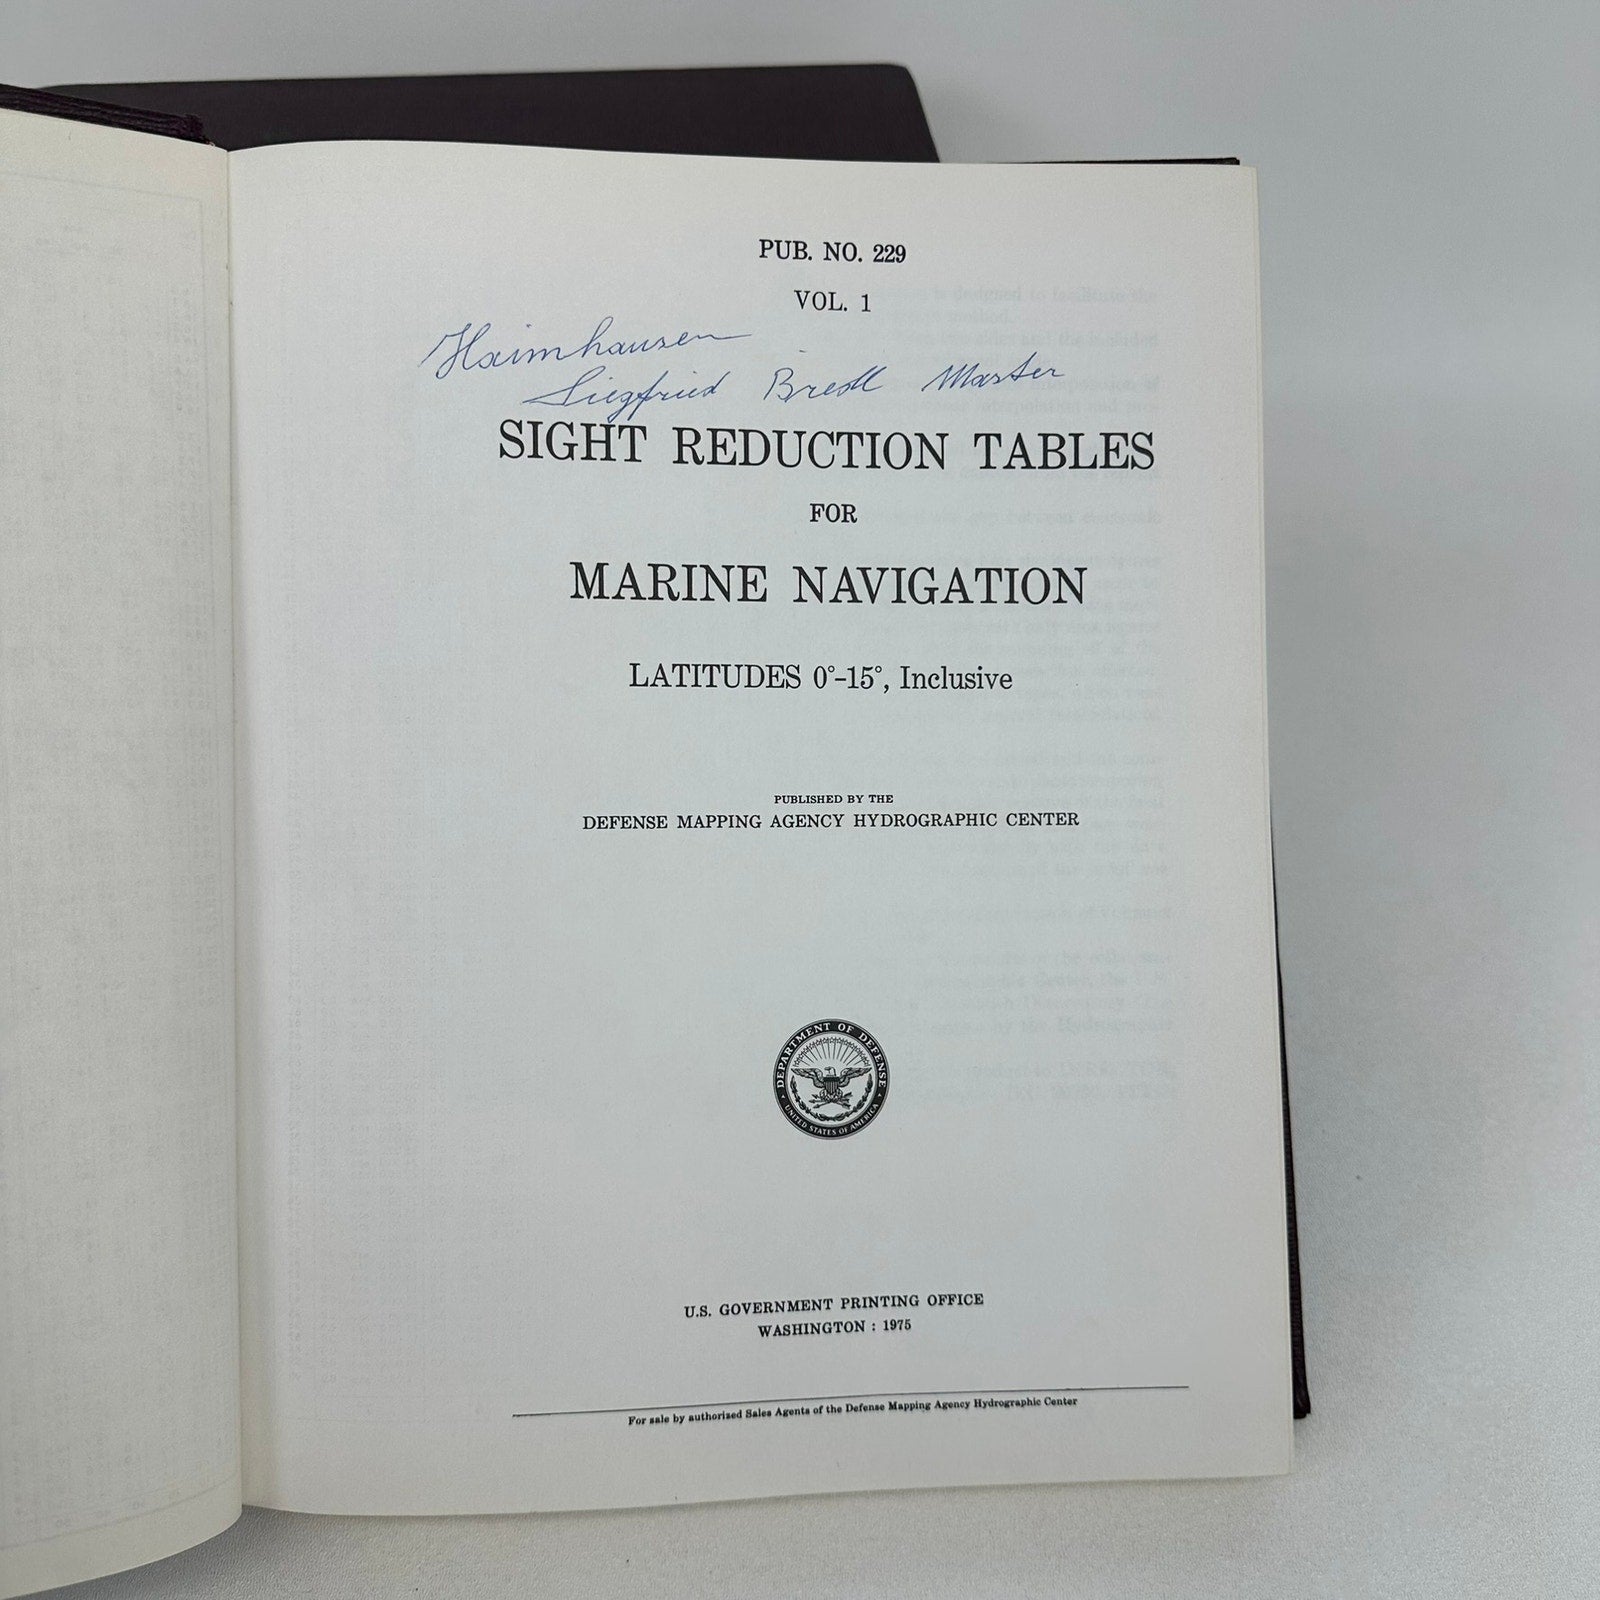 PUB. NO. 229
VOL. 1
Haimhausen
Siegfried Master
SIGHT REDUCTION TABLES
FOR
MARINE NAVIGATION
LATITUDES 0°–15°, Inclusive
PUBLISHED BY THE
DEFENSE MAPPING AGENCY HYDROGRAPHIC CENTER
DEPARTMENT OF DEFENSE
UNITED STATES OF AMERICA
U.S. GOVERNMENT PRINTING OFFICE
WASHINGTON : 1975
For sale by authorized Sales Agents of the Defense Mapping Agency Hydrographic Center